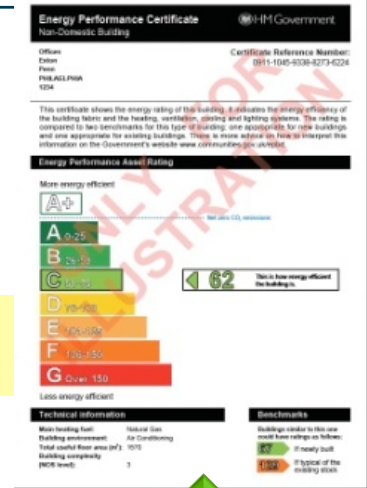 Energy Performance Certificate
Non-Domestic Building
HM Government
Offices
Exton
Penn
PHILAELPHIA
1234
Certificate Reference Number:
0911-1045-9338-8273-6224
This certificate shows the energy rating of this building. It indicates the energy efficiency of
the building fabric and the heating, ventilation, cooling and lighting systems. The rating is
compared to two benchmarks for this type of building: one appropriate for new buildings
and one appropriate for existing buildings. There is more advice on how to interpret this
information on the Government's website www.communities.gov.uk/epbd.
FOR
ILLUSTRATION
ONLY
Energy Performance Asset Rating
More energy efficient
A+
Net zero CO₂ emissions
A 0-25
B 26-50
C 51-75
62
This is how energy efficient
the building is.
D 76-100
E 101-125
F 126-150
G Over 150
Less energy efficient
Technical information
Main heating fuel: Natural Gas
Building environment: Air Conditioning
Total useful floor area (m²):
Building complexity
(NOS level): 3
Benchmarks
Buildings similar to this one
could have ratings as follows:
If newly built
If typical of the
existing stock